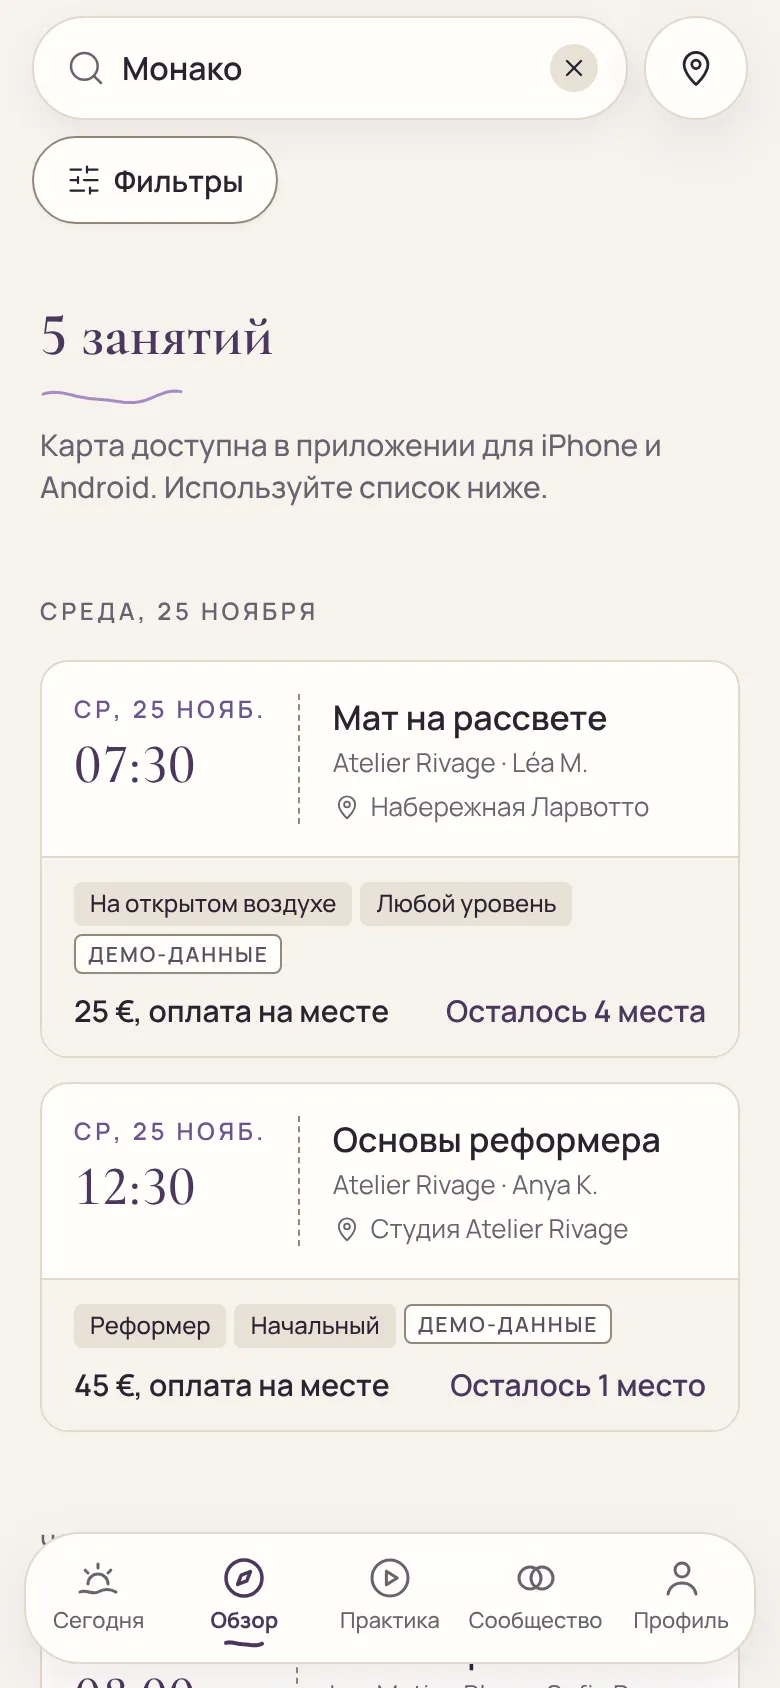 Монако
Фильтры
5 занятий
Карта доступна в приложении для iPhone и
Android. Используйте список ниже.
СРЕДА, 25 НОЯБРЯ
СР, 25 НОЯБ.
07:30
Мат на рассвете
Atelier Rivage · Léa M.
Набережная Ларвотто
На открытом воздухе
Любой уровень
ДЕМО-ДАННЫЕ
25 €, оплата на месте
Осталось 4 места
СР, 25 НОЯБ.
12:30
Основы реформера
Atelier Rivage · Anya K.
Студия Atelier Rivage
Реформер
Начальный
ДЕМО-ДАННЫЕ
45 €, оплата на месте
Осталось 1 место
Сегодня
Обзор
Практика
Сообщество
Профиль